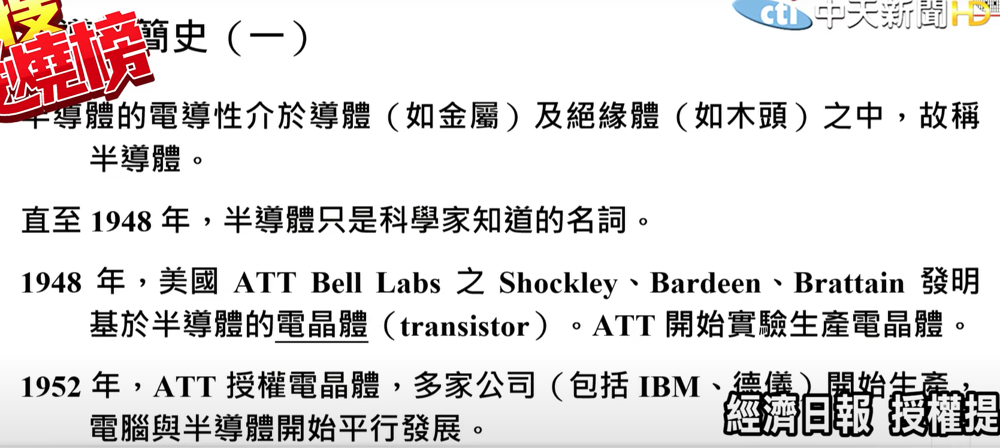 技
燒榜
cti 中天新聞 HD
簡史（一）
半導體的電導性介於導體（如金屬）及絕緣體（如木頭）之中，故稱
半導體。
直至 1948 年，半導體只是科學家知道的名詞。
1948 年，美國 ATT Bell Labs 之 Shockley、Bardeen、Brattain 發明
基於半導體的電晶體（transistor）。ATT 開始實驗生產電晶體。
1952 年，ATT 授權電晶體，多家公司（包括 IBM、德儀）開始生產，
電腦與半導體開始平行發展。
經濟日報 授權提